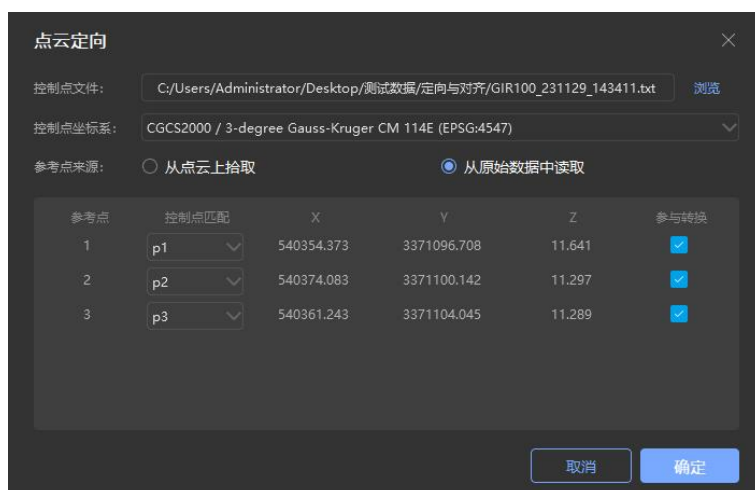 点云定向
控制点文件: C:/Users/Administrator/Desktop/测试数据/定向与对齐/GIR100_231129_143411.txt 浏览
控制点坐标系: CGCS2000 / 3-degree Gauss-Kruger CM 114E (EPSG:4547)
参考点来源: 从点云上拾取 从原始数据中读取
参考点 控制点匹配 X Y Z 参与转换
1 p1 540354.373 3371096.708 11.641
2 p2 540374.083 3371100.142 11.297
3 p3 540361.243 3371104.045 11.289
取消 确定